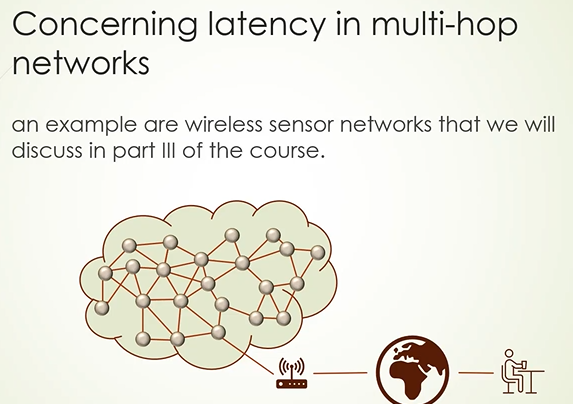 Concerning latency in multi-hop
networks
an example are wireless sensor networks that we will
discuss in part III of the course.